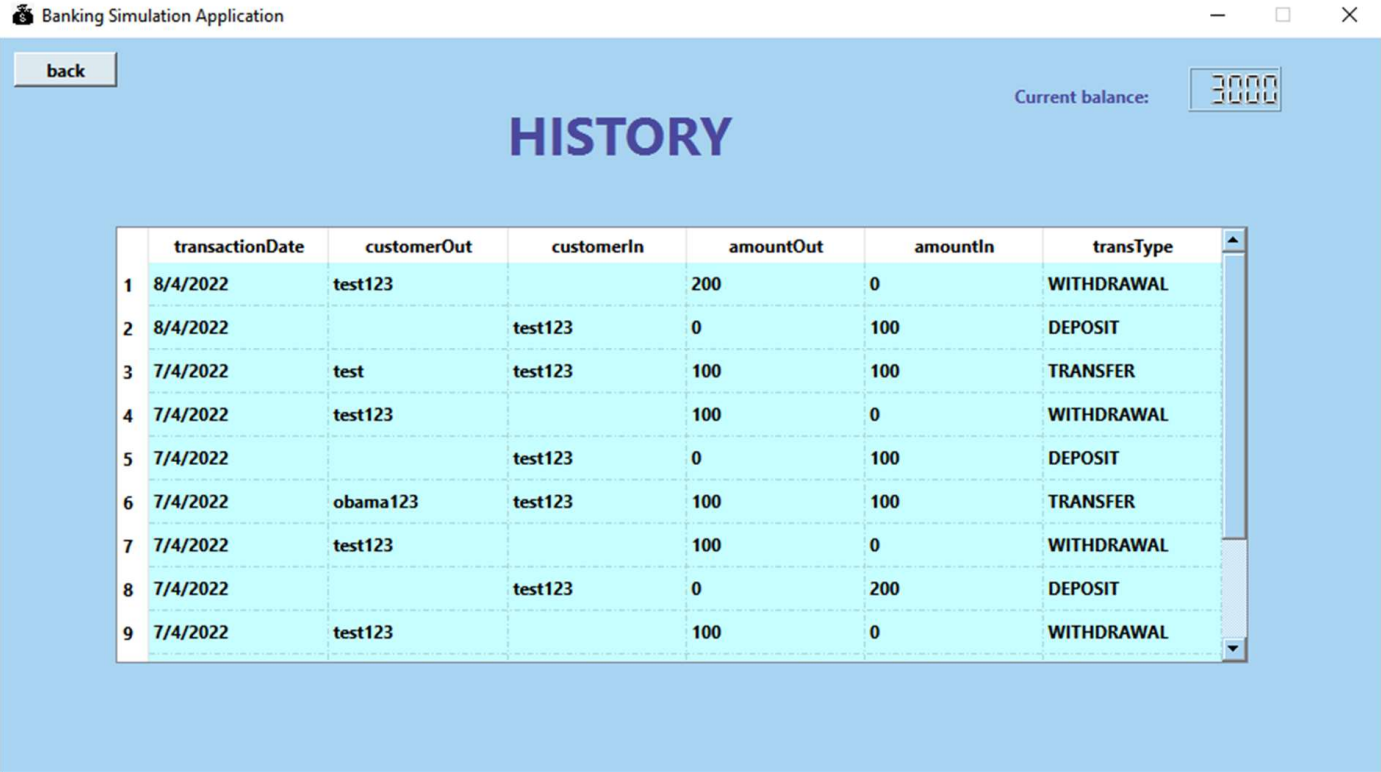 Banking Simulation Application
back
Current balance: 3000
HISTORY
transactionDate customerOut customerIn amountOut amountIn transType
1 8/4/2022 test123 200 0 WITHDRAWAL
2 8/4/2022 test123 0 100 DEPOSIT
3 7/4/2022 test test123 100 100 TRANSFER
4 7/4/2022 test123 100 0 WITHDRAWAL
5 7/4/2022 test123 0 100 DEPOSIT
6 7/4/2022 obama123 test123 100 100 TRANSFER
7 7/4/2022 test123 100 0 WITHDRAWAL
8 7/4/2022 test123 0 200 DEPOSIT
9 7/4/2022 test123 100 0 WITHDRAWAL